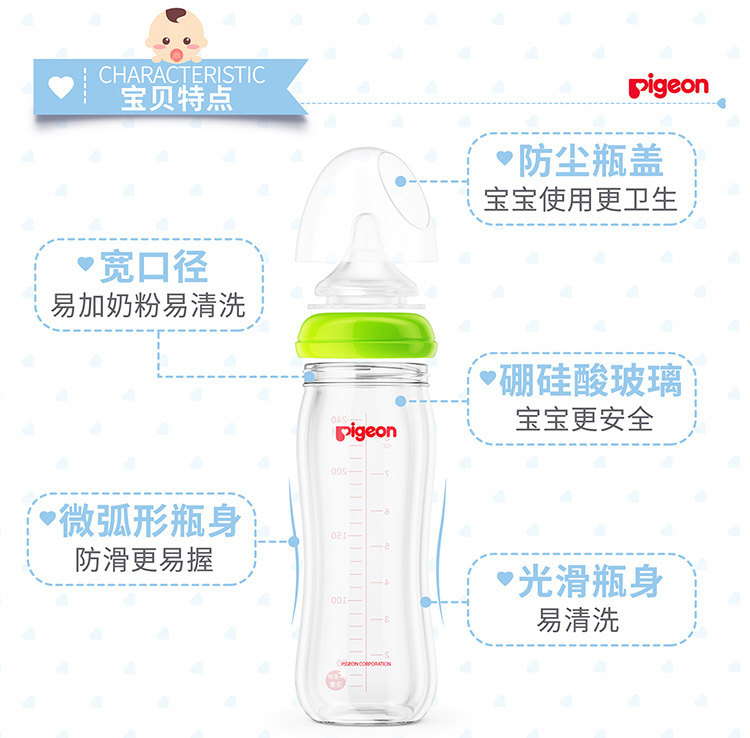 CHARACTERISTIC
宝贝特点
pigeon
防尘瓶盖
宝宝使用更卫生
宽口径
易加奶粉易清洗
硼硅酸玻璃
宝宝更安全
240
pigeon
oz
200
7
6
150
5
4
100
3
2
PIGEON CORPORATION
微弧形瓶身
防滑更易握
光滑瓶身
易清洗